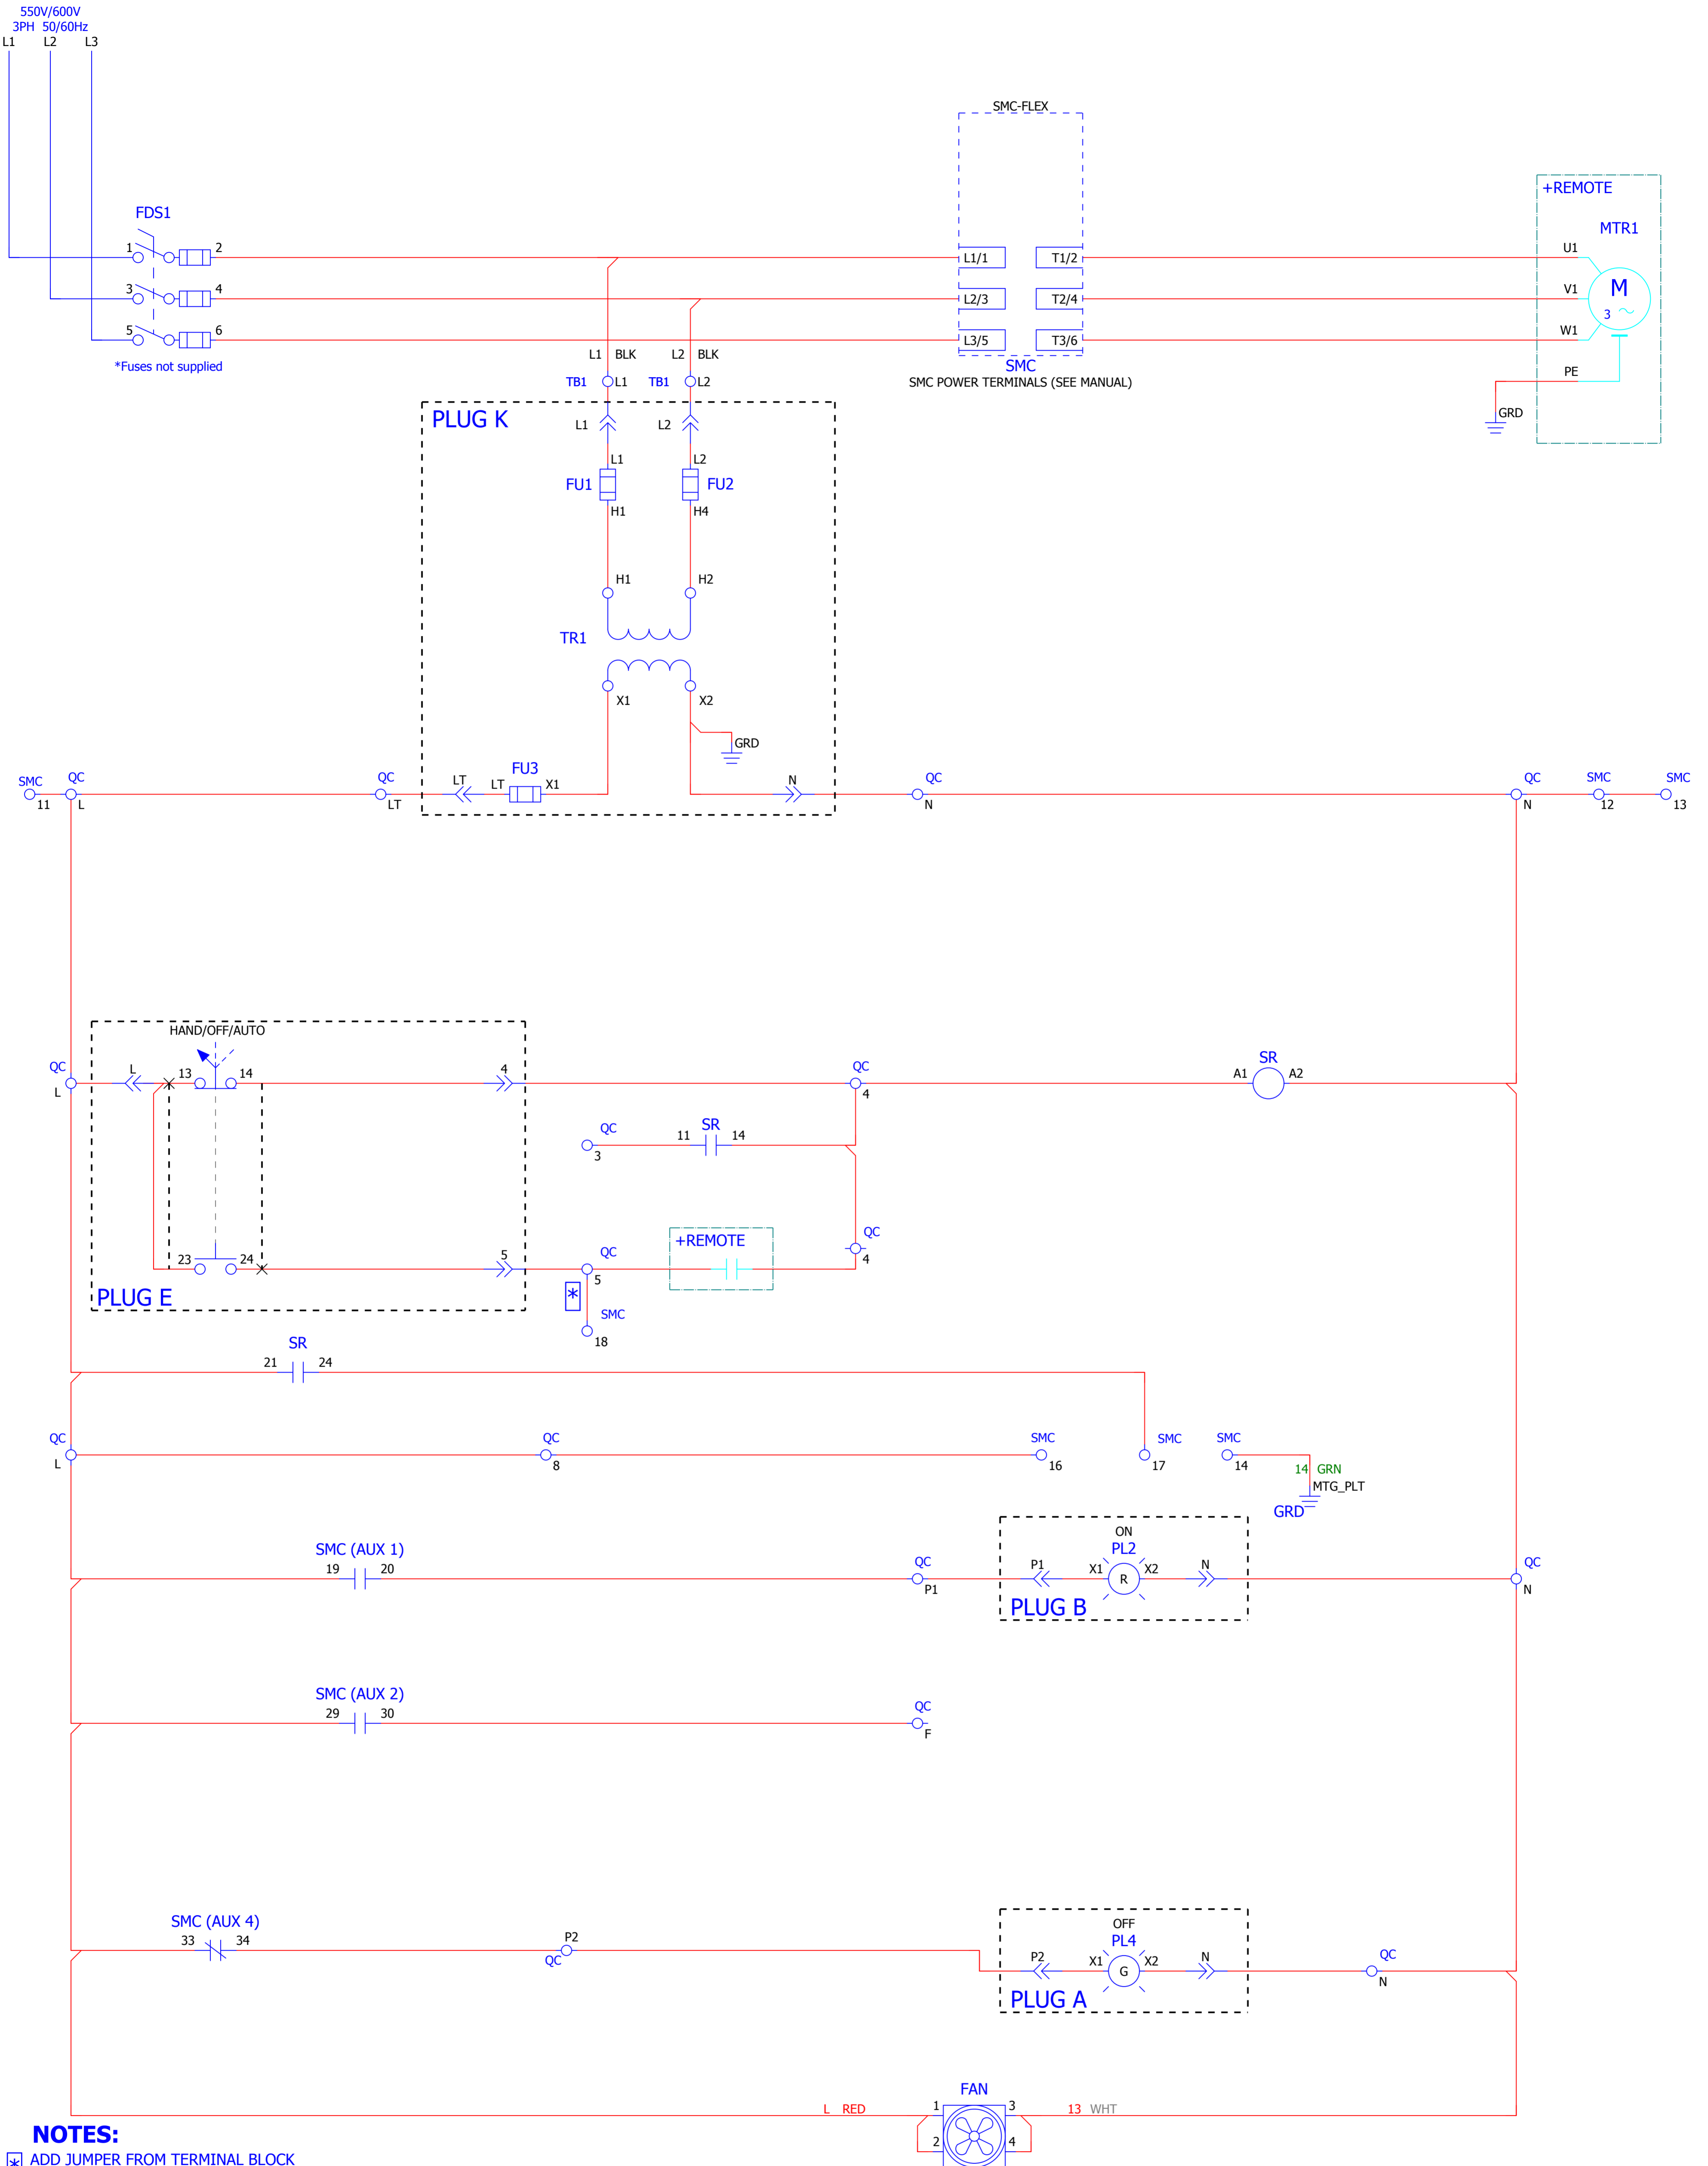 550V/600V
3PH 50/60Hz
L1 L2 L3
SMC-FLEX
+REMOTE
FDS1
MTR1
1 2 L1/1 T1/2 U1
3 4 L2/3 T2/4 V1
M
3
5 6 L3/5 T3/6 W1
*Fuses not supplied
L1 BLK L2 BLK
SMC
SMC POWER TERMINALS (SEE MANUAL)
PE
TB1 L1 TB1 L2
GRD
PLUG K
L1 L2
L1 L2
FU1 FU2
H1 H4
H1 H2
TR1
X1 X2
GRD
SMC QC QC LT LT FU3 X1 N QC QC SMC SMC
11 L LT N N 12 13
HAND/OFF/AUTO
QC L 13 14 4 QC A1 SR A2
L 4
QC 11 SR 14
3
+REMOTE
QC
4
23 24 5 QC
5
PLUG E
*
SMC
18
SR
21 24
QC QC SMC SMC SMC
L 8 16 17 14
14 GRN
MTG_PLT
GRD
ON
SMC (AUX 1) PL2
19 20 QC P1 X1 R X2 N QC
P1 N
PLUG B
SMC (AUX 2)
29 30 QC
F
SMC (AUX 4) OFF
33 34 P2 PL4
QC P2 X1 G X2 N QC
N
PLUG A
FAN
L RED 1 3 13 WHT
2 4
NOTES:
* ADD JUMPER FROM TERMINAL BLOCK